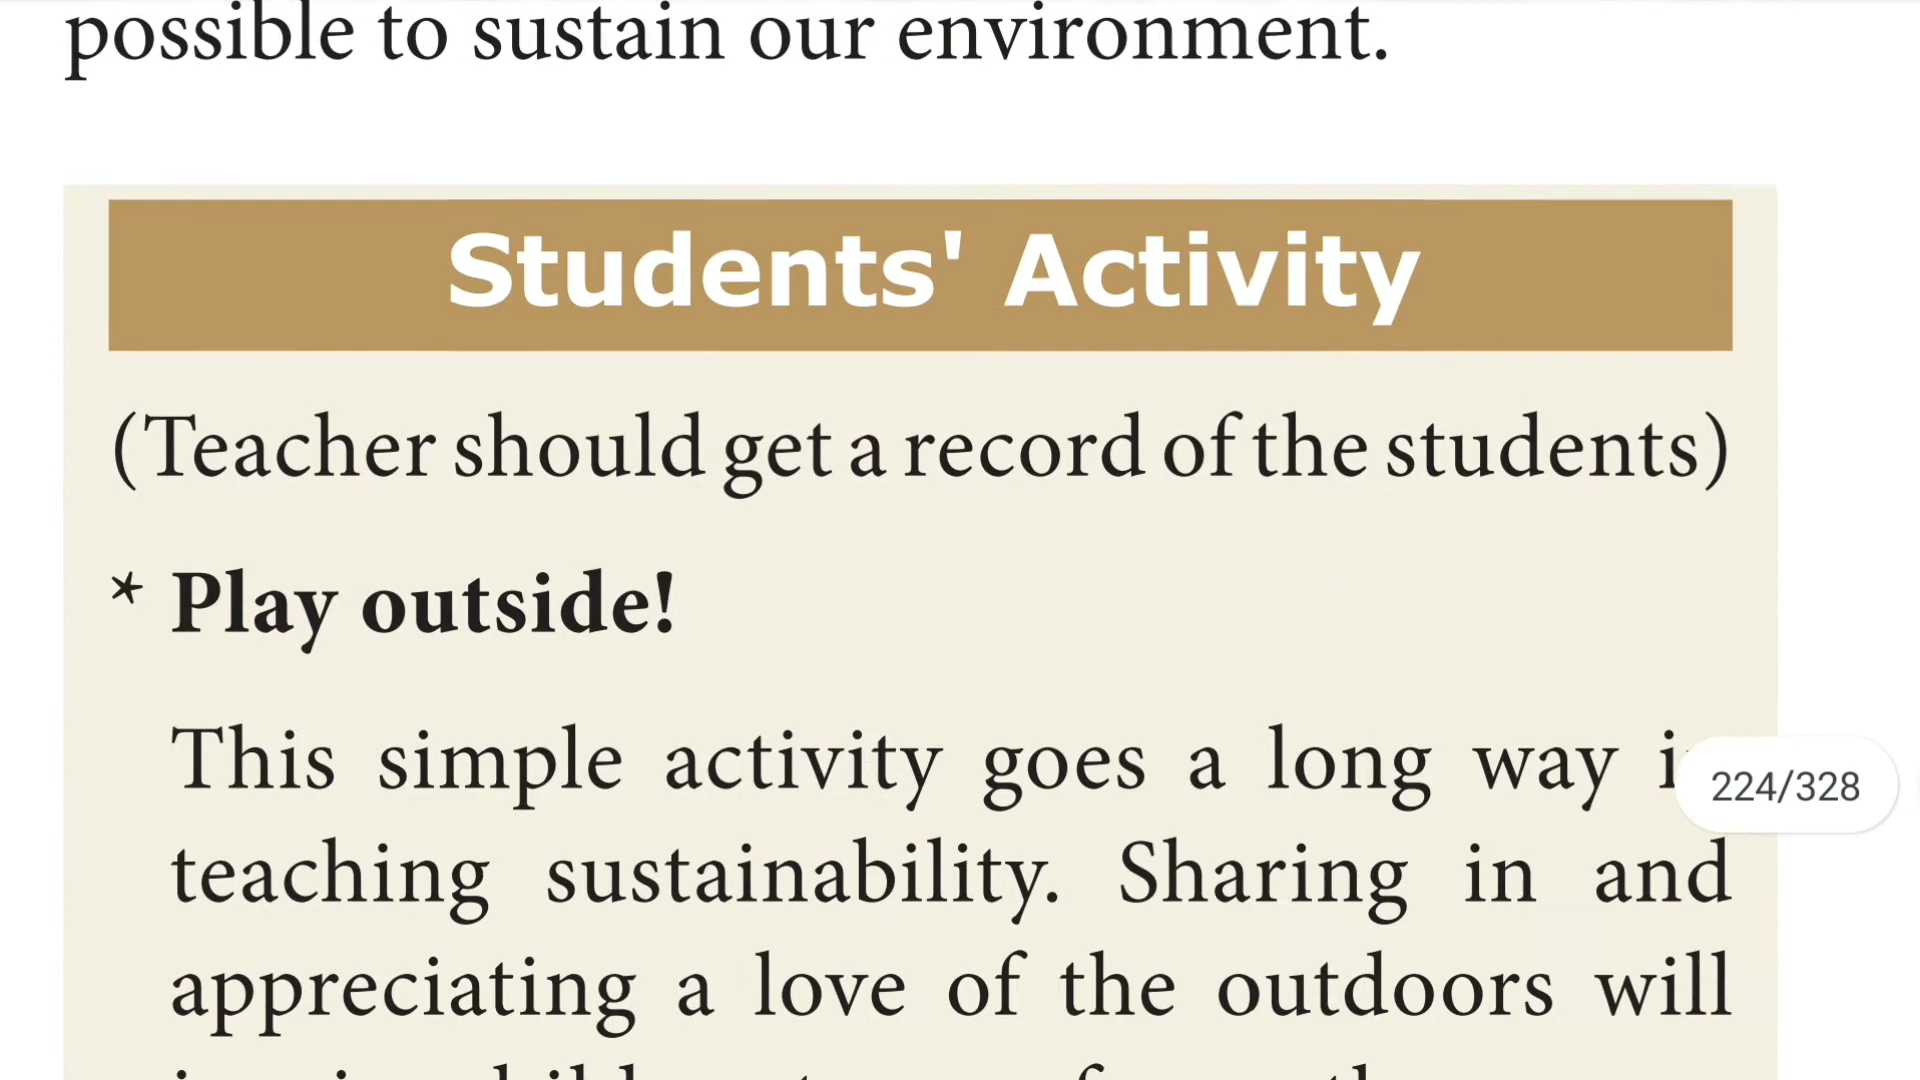 possible to sustain our environment.
Students' Activity
(Teacher should get a record of the students)
* Play outside!
This simple activity goes a long way
224/328
teaching sustainability. Sharing in and
appreciating a love of the outdoors will